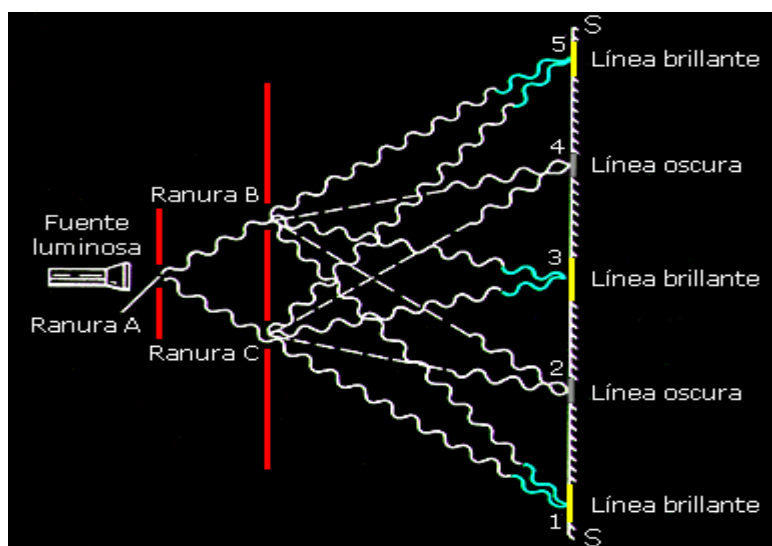 S
5
Línea brillante
4
Línea oscura
Ranura B
Fuente
luminosa
3
Línea brillante
Ranura A
Ranura C
2
Línea oscura
Línea brillante
1
S